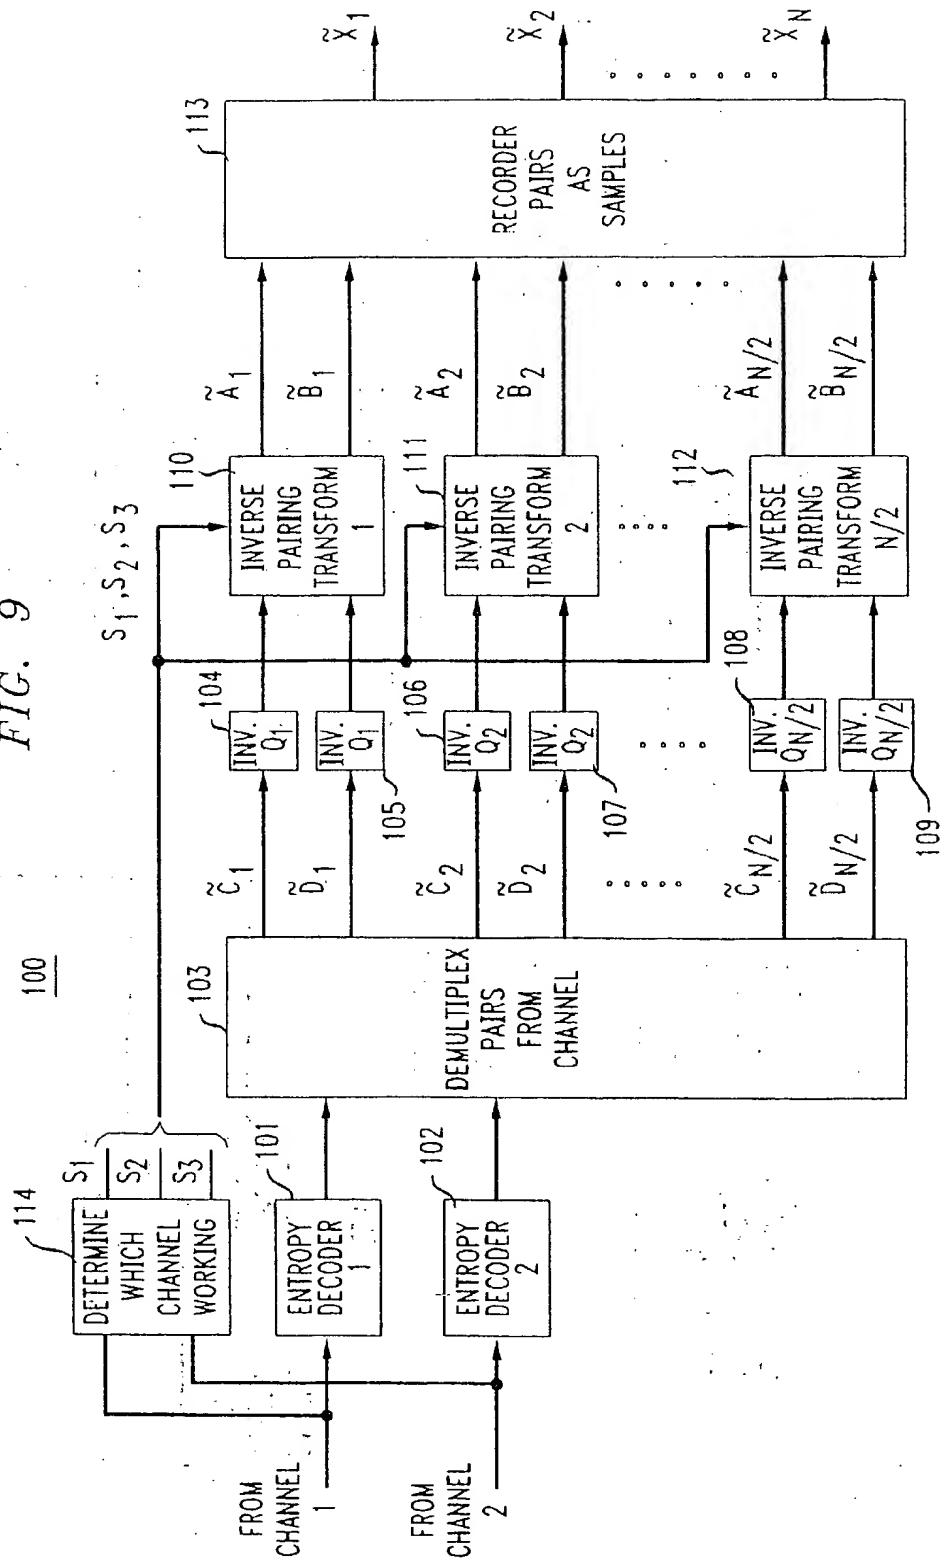 FIG. 9
100
114
DETERMINE
WHICH
CHANNEL
WORKING
S1
S2
S3
S1, S2, S3
FROM
CHANNEL
1
FROM
CHANNEL
2
101
ENTROPY
DECODER
1
102
ENTROPY
DECODER
2
103
DEMULTIPLEX
PAIRS
FROM
CHANNEL
C̃1
D̃1
C̃2
D̃2
C̃N/2
D̃N/2
104
INV.
Q1
INV.
Q1
105
106
INV.
Q2
INV.
Q2
107
108
INV.
QN/2
INV.
QN/2
109
110
INVERSE
PAIRING
TRANSFORM
1
111
INVERSE
PAIRING
TRANSFORM
2
112
INVERSE
PAIRING
TRANSFORM
N/2
Ã1
B̃1
Ã2
B̃2
ÃN/2
B̃N/2
113
RECORDER
PAIRS
AS
SAMPLES
X̃1
X̃2
X̃N